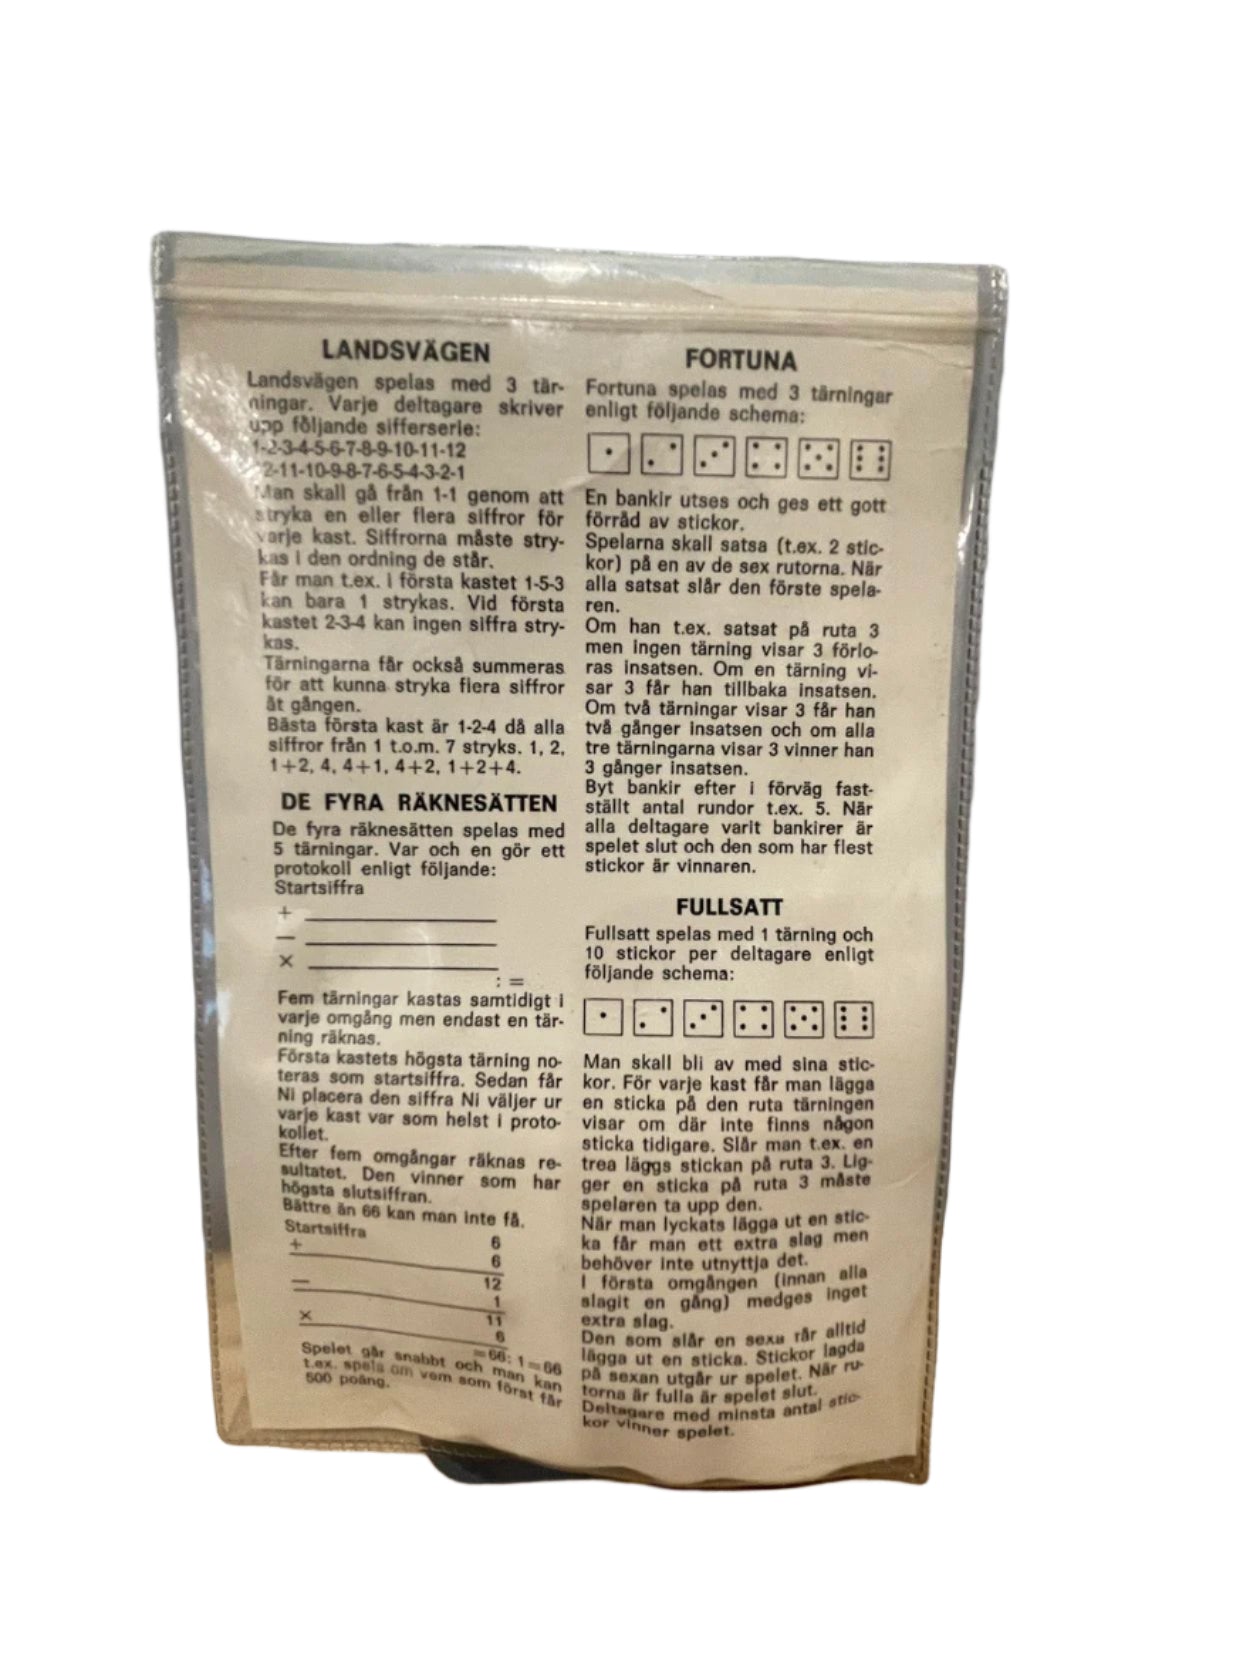 LANDSVÄGEN
Landsvägen spelas med 3 tär-
ningar. Varje deltagare skriver
upp följande sifferserie:
1-2-3-4-5-6-7-8-9-10-11-12
12-11-10-9-8-7-6-5-4-3-2-1
Man skall gå från 1-1 genom att
stryka en eller flera siffror för
varje kast. Siffrorna måste stry-
kas i den ordning de står.
Får man t.ex. i första kastet 1-5-3
kan bara 1 strykas. Vid första
kastet 2-3-4 kan ingen siffra stry-
kas.
Tärningarna får också summeras
för att kunna stryka flera siffror
åt gången.
Bästa första kast är 1-2-4 då alla
siffror från 1 t.o.m. 7 stryks. 1, 2,
1+2, 4, 4+1, 4+2, 1+2+4.
DE FYRA RÄKNESÄTTEN
De fyra räknesätten spelas med
5 tärningar. Var och en gör ett
protokoll enligt följande:
Startsiffra
+
—
×
: =
Fem tärningar kastas samtidigt i
varje omgång men endast en tär-
ning räknas.
Första kastets högsta tärning no-
teras som startsiffra. Sedan får
Ni placera den siffra Ni väljer ur
varje kast var som helst i proto-
kollet.
Efter fem omgångar räknas re-
sultatet. Den vinner som har
högsta slutsiffran.
Bättre än 66 kan man inte få.
Startsiffra 6
+ 6
12
— 1
11
× 6
=66: 1=66
Spelet går snabbt och man kan
t.ex. spela om vem som först får
500 poäng.
FORTUNA
Fortuna spelas med 3 tärningar
enligt följande schema:
En bankir utses och ges ett gott
förråd av stickor.
Spelarna skall satsa (t.ex. 2 stic-
kor) på en av de sex rutorna. När
alla satsat slår den förste spela-
ren.
Om han t.ex. satsat på ruta 3
men ingen tärning visar 3 förlo-
ras insatsen. Om en tärning vi-
sar 3 får han tillbaka insatsen.
Om två tärningar visar 3 får han
två gånger insatsen och om alla
tre tärningarna visar 3 vinner han
3 gånger insatsen.
Byt bankir efter i förväg fast-
ställt antal rundor t.ex. 5. När
alla deltagare varit bankirer är
spelet slut och den som har flest
stickor är vinnaren.
FULLSATT
Fullsatt spelas med 1 tärning och
10 stickor per deltagare enligt
följande schema:
Man skall bli av med sina stic-
kor. För varje kast får man lägga
en sticka på den ruta tärningen
visar om där inte finns någon
sticka tidigare. Slår man t.ex. en
trea läggs stickan på ruta 3. Lig-
ger en sticka på ruta 3 måste
spelaren ta upp den.
När man lyckats lägga ut en stic-
ka får man ett extra slag men
behöver inte utnyttja det.
I första omgången (innan alla
slagit en gång) medges inget
extra slag.
Den som slår en sexa får alltid
lägga ut en sticka. Stickor lagda
på sexan utgår ur spelet. När ru-
torna är fulla är spelet slut.
Deltagare med minsta antal stic-
kor vinner spelet.